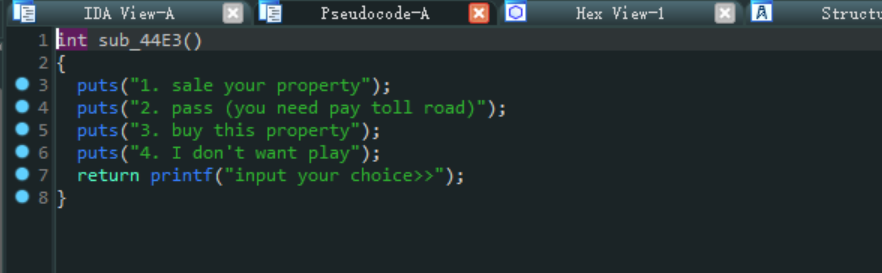 IDA View-A Pseudocode-A Hex View-1 Structu
1 int sub_44E3()
2 {
3 puts("1. sale your property");
4 puts("2. pass (you need pay toll road)");
5 puts("3. buy this property");
6 puts("4. I don't want play");
7 return printf("input your choice>>");
8 }